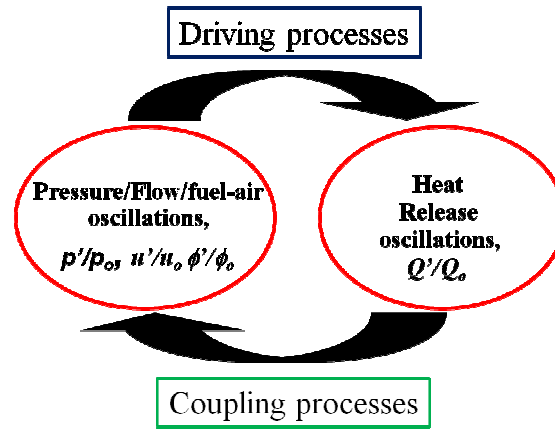 Driving processes
Pressure/Flow/fuel-air
oscillations,
p'/pₒ, u'/uₒ ϕ'/ϕₒ
Heat
Release
oscillations,
Q'/Qₒ
Coupling processes